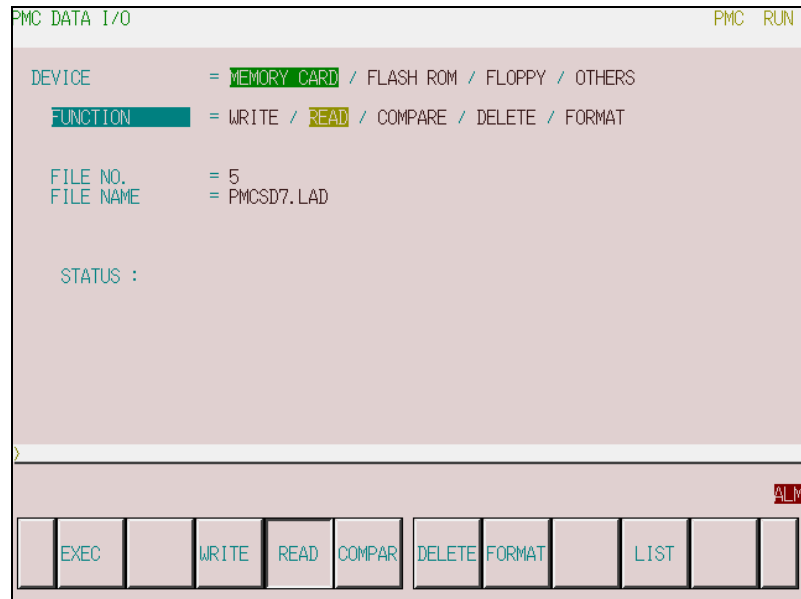 PMC DATA I/O PMC RUN
DEVICE = MEMORY CARD / FLASH ROM / FLOPPY / OTHERS
FUNCTION = WRITE / READ / COMPARE / DELETE / FORMAT
FILE NO. = 5
FILE NAME = PMCSD7.LAD
STATUS :
>
ALM
EXEC WRITE READ COMPAR DELETE FORMAT LIST